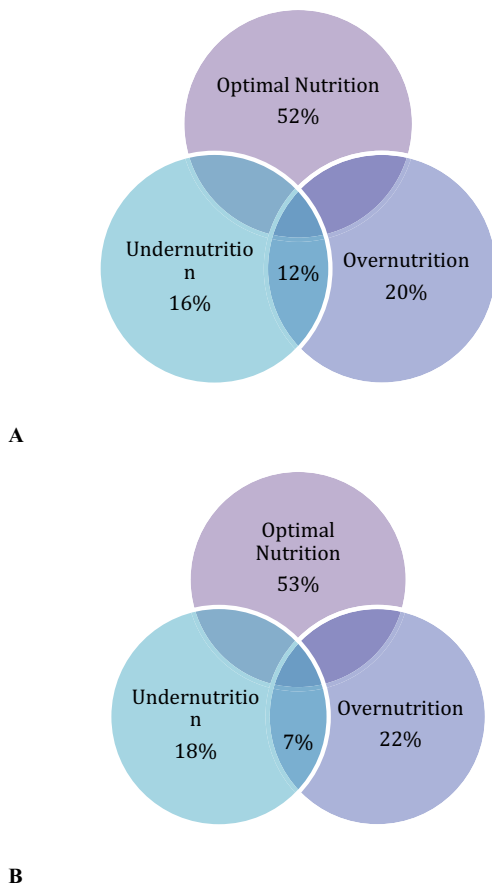 Optimal Nutrition
52%
Undernutritio
n
16%
12%
Overnutrition
20%
A
Optimal
Nutrition
53%
Undernutritio
n
18%
7%
Overnutrition
22%
B